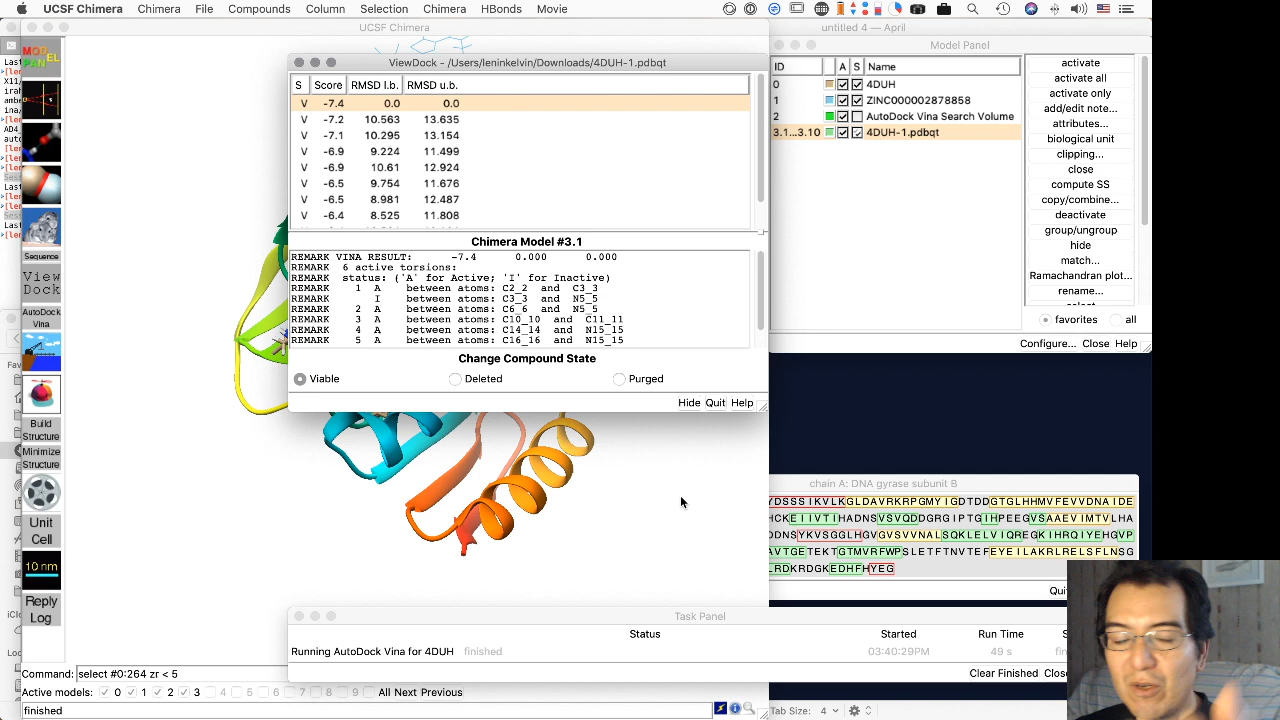 UCSF Chimera Chimera File Compounds Column Selection Chimera HBonds Movie
UCSF Chimera
untitled 4 — April
ViewDock - /Users/leninkelvin/Downloads/4DUH-1.pdbqt
S Score RMSD l.b. RMSD u.b.
V -7.4 0.0 0.0
V -7.2 10.563 13.635
V -7.1 10.295 13.154
V -6.9 9.224 11.499
V -6.9 10.61 12.924
V -6.5 9.754 11.676
V -6.5 8.981 12.487
V -6.4 8.525 11.808
Chimera Model #3.1
REMARK VINA RESULT: -7.4 0.000 0.000
REMARK 6 active torsions:
REMARK status: ('A' for Active; 'I' for Inactive)
REMARK 1 A between atoms: C2_2 and C3_3
REMARK I between atoms: C3_3 and N5_5
REMARK 2 A between atoms: C6_6 and N5_5
REMARK 3 A between atoms: C10_10 and C11_11
REMARK 4 A between atoms: C14_14 and N15_15
REMARK 5 A between atoms: C16_16 and N15_15
Change Compound State
Viable Deleted Purged
Hide Quit Help
Model Panel
ID A S Name
0 4DUH
1 ZINC000002878858
2 AutoDock Vina Search Volume
3.1...3.10 4DUH-1.pdbqt
activate
activate all
activate only
add/edit note...
attributes...
biological unit
clipping...
close
compute SS
copy/combine...
deactivate
group/ungroup
hide
match...
Ramachandran plot...
rename...
favorites all
Configure... Close Help
MOD PANEL
Sequence
View Dock
AutoDock
Vina
Build
Structure
Minimize
Structure
Unit
Cell
10 nm
Reply
Log
chain A: DNA gyrase subunit B
YDSSSIKVLKGLDAVRKRPGMYIGDTDDGTGLHHMVFEVVDNAIDE
HCKEIIVTIHADNSVSVQDDGRGIPTGIHPEEGVSAAEVIMTVLHA
DDNSYKVSGGLHGVGVSVVNALSQKLELVIQREGKIHRQIYEHGVP
AVTGETEKTGTMVRFWPSLETFTNVTEFEYEILAKRLRELSFLNSG
LRDKRDGKEDHFHYEG
Task Panel
Status Started Run Time
Running AutoDock Vina for 4DUH finished 03:40:29PM 49 s
Clear Finished
Command: select #0:264 zr < 5
Active models: 0 1 2 3 4 5 6 7 8 9 All Next Previous
finished
Tab Size: 4